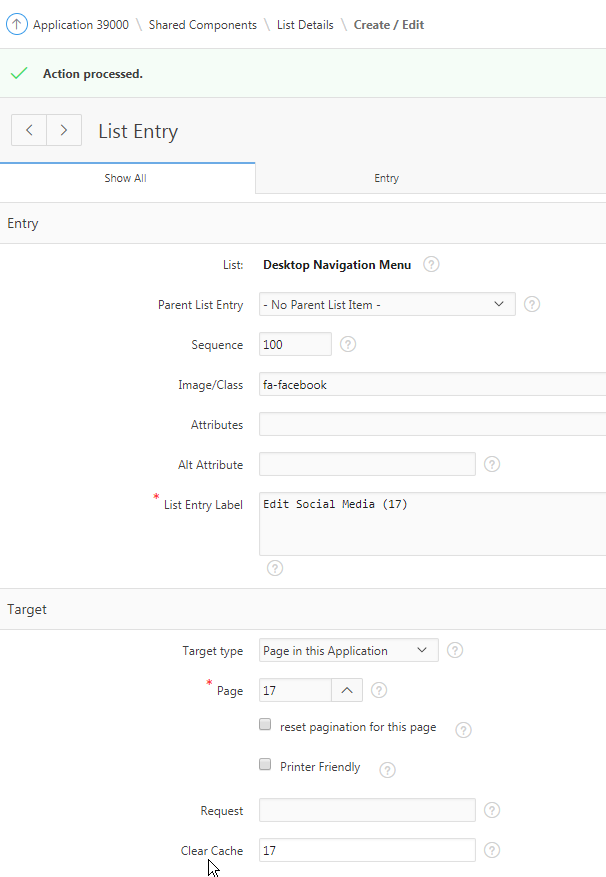 Application 39000 \ Shared Components \ List Details \ Create / Edit
Action processed.
List Entry
Show All Entry
Entry
List: Desktop Navigation Menu ?
Parent List Entry - No Parent List Item - ?
Sequence 100 ?
Image/Class fa-facebook
Attributes
Alt Attribute ?
* List Entry Label Edit Social Media (17)
?
Target
Target type Page in this Application ?
* Page 17 ?
reset pagination for this page ?
Printer Friendly ?
Request ?
Clear Cache 17 ?